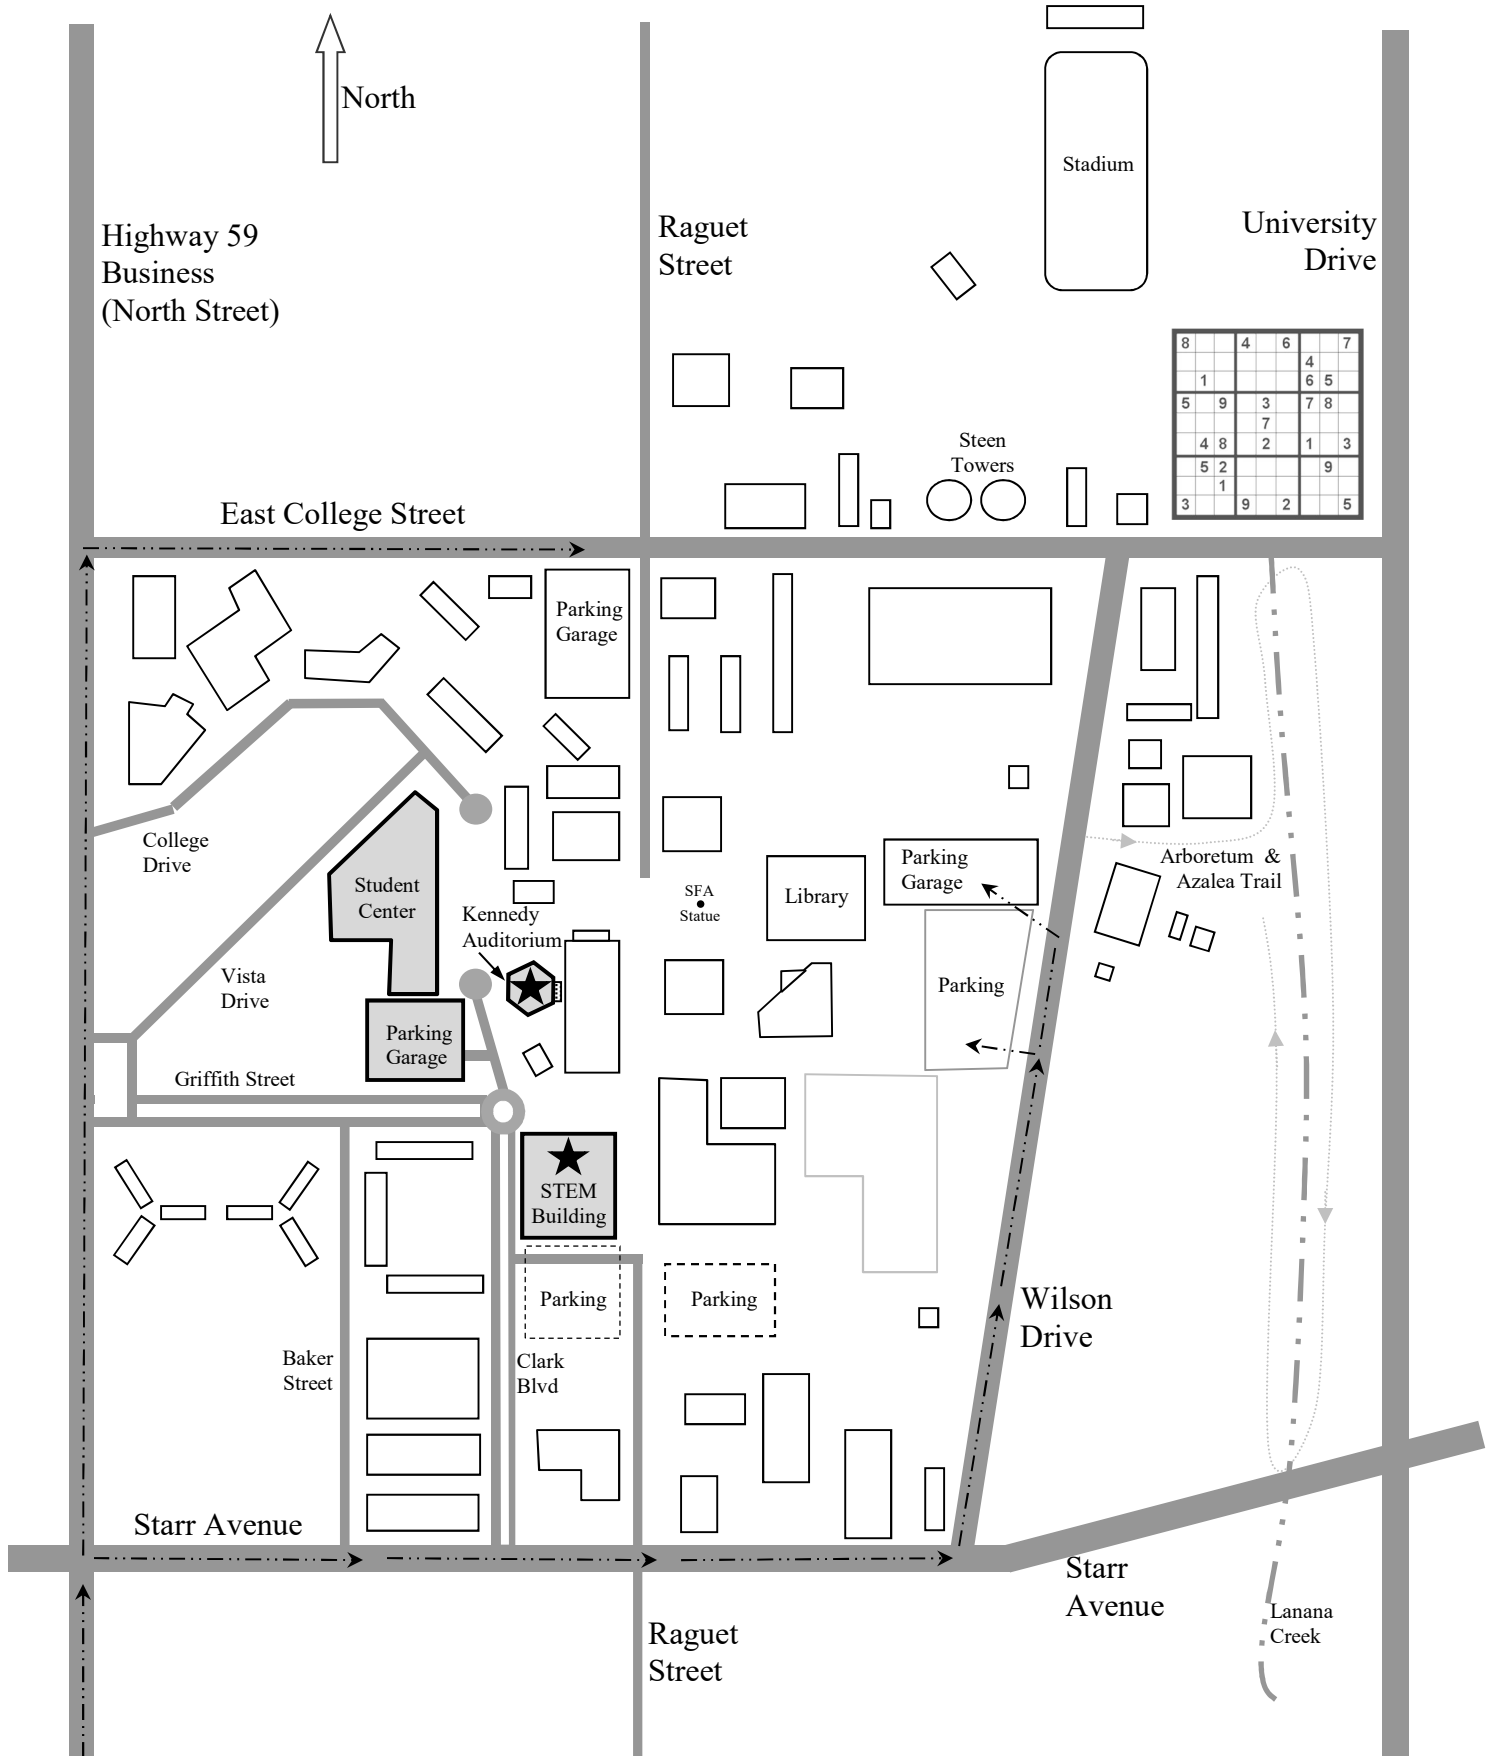 North
Stadium
Highway 59
Business
(North Street)
Raguet
Street
University
Drive
8 4 6 7
4
1 6 5
5 9 3 7 8
7
4 8 2 1 3
5 2 9
1
3 9 2 5
Steen
Towers
East College Street
Parking
Garage
College
Drive
Student
Center
Kennedy
Auditorium
SFA
Statue
Library
Parking
Garage
Arboretum &
Azalea Trail
Vista
Drive
Parking
Garage
Parking
Griffith Street
STEM
Building
Parking
Parking
Wilson
Drive
Baker
Street
Clark
Blvd
Starr Avenue
Starr
Avenue
Lanana
Creek
Raguet
Street